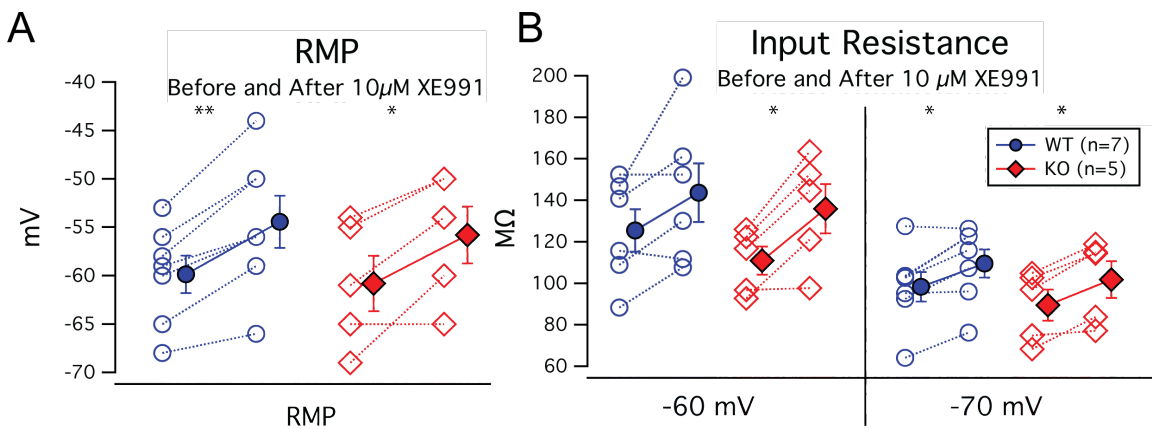 A
RMP
Before and After 10µM XE991
** *
mV
-40
-45
-50
-55
-60
-65
-70
RMP
B
Input Resistance
Before and After 10 µM XE991
* * *
WT (n=7)
KO (n=5)
MΩ
200
180
160
140
120
100
80
60
-60 mV
-70 mV